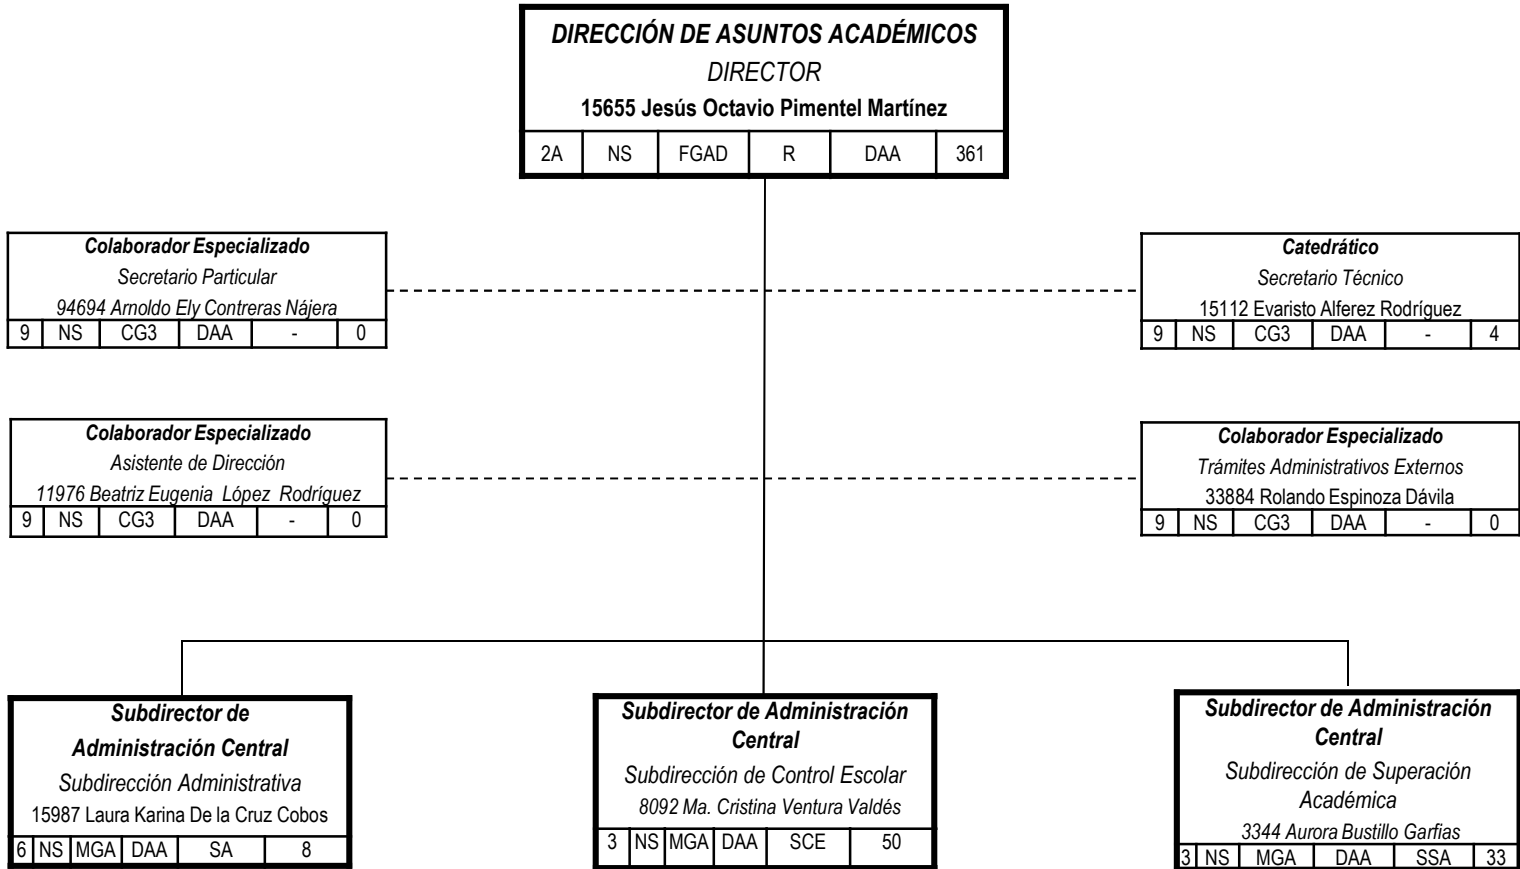 DIRECCIÓN DE ASUNTOS ACADÉMICOS
DIRECTOR
15655 Jesús Octavio Pimentel Martínez
2A NS FGAD R DAA 361
Colaborador Especializado
Secretario Particular
94694 Arnoldo Ely Contreras Nájera
9 NS CG3 DAA - 0
Catedrático
Secretario Técnico
15112 Evaristo Alferez Rodríguez
9 NS CG3 DAA - 4
Colaborador Especializado
Asistente de Dirección
11976 Beatriz Eugenia López Rodríguez
9 NS CG3 DAA - 0
Colaborador Especializado
Trámites Administrativos Externos
33884 Rolando Espinoza Dávila
9 NS CG3 DAA - 0
Subdirector de
Administración Central
Subdirección Administrativa
15987 Laura Karina De la Cruz Cobos
6 NS MGA DAA SA 8
Subdirector de Administración
Central
Subdirección de Control Escolar
8092 Ma. Cristina Ventura Valdés
3 NS MGA DAA SCE 50
Subdirector de Administración
Central
Subdirección de Superación
Académica
3344 Aurora Bustillo Garfias
3 NS MGA DAA SSA 33